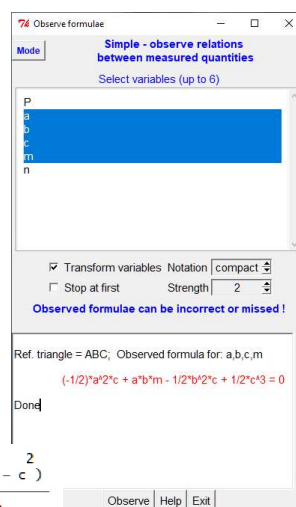 Observe formulae
Mode
Simple - observe relations
between measured quantities
Select variables (up to 6)
P
a
b
c
m
n
Transform variables Notation compact
Stop at first Strength 2
Observed formulae can be incorrect or missed !
Ref. triangle = ABC; Observed formula for: a,b,c,m
(-1/2)*a^2*c + a*b*m - 1/2*b^2*c + 1/2*c^3 = 0
Done
2
- c )
Observe Help Exit